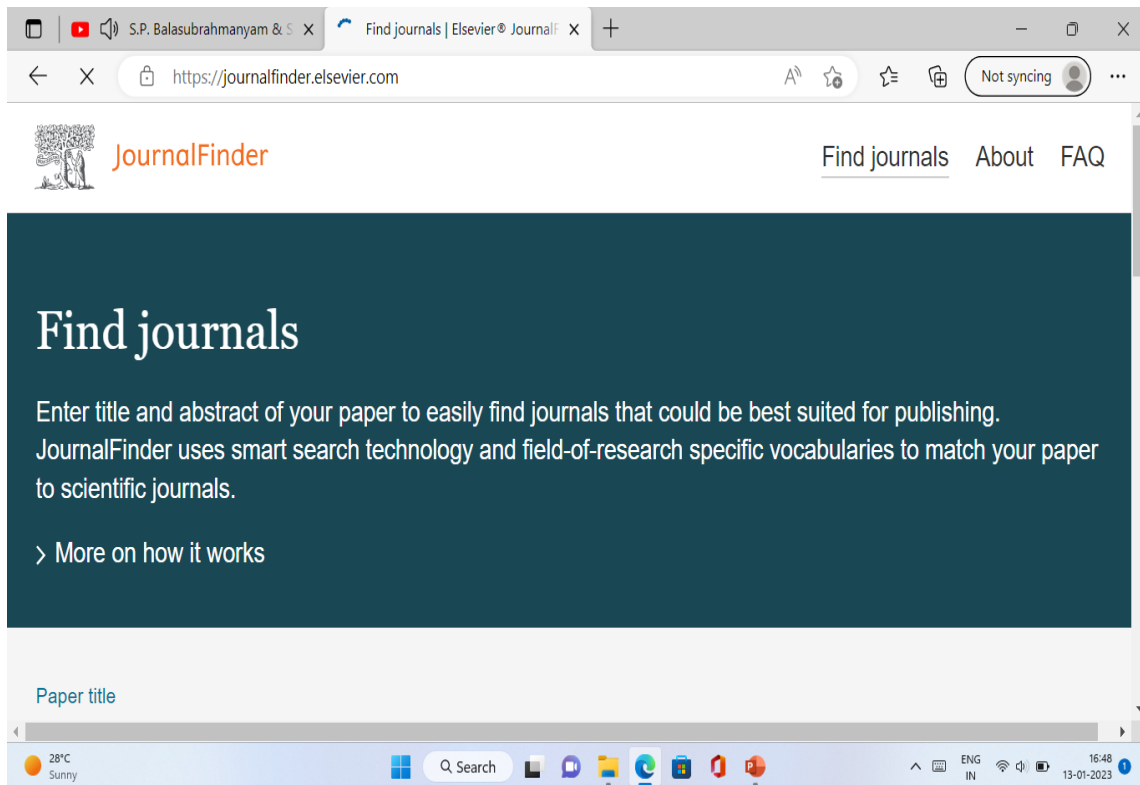 S.P. Balasubrahmanyam & S
Find journals | Elsevier® JournalF
https://journalfinder.elsevier.com
Not syncing
JournalFinder
Find journals About FAQ
Find journals
Enter title and abstract of your paper to easily find journals that could be best suited for publishing.
JournalFinder uses smart search technology and field-of-research specific vocabularies to match your paper
to scientific journals.
More on how it works
Paper title
28°C
Sunny
Search
ENG
IN
16:48
13-01-2023
1